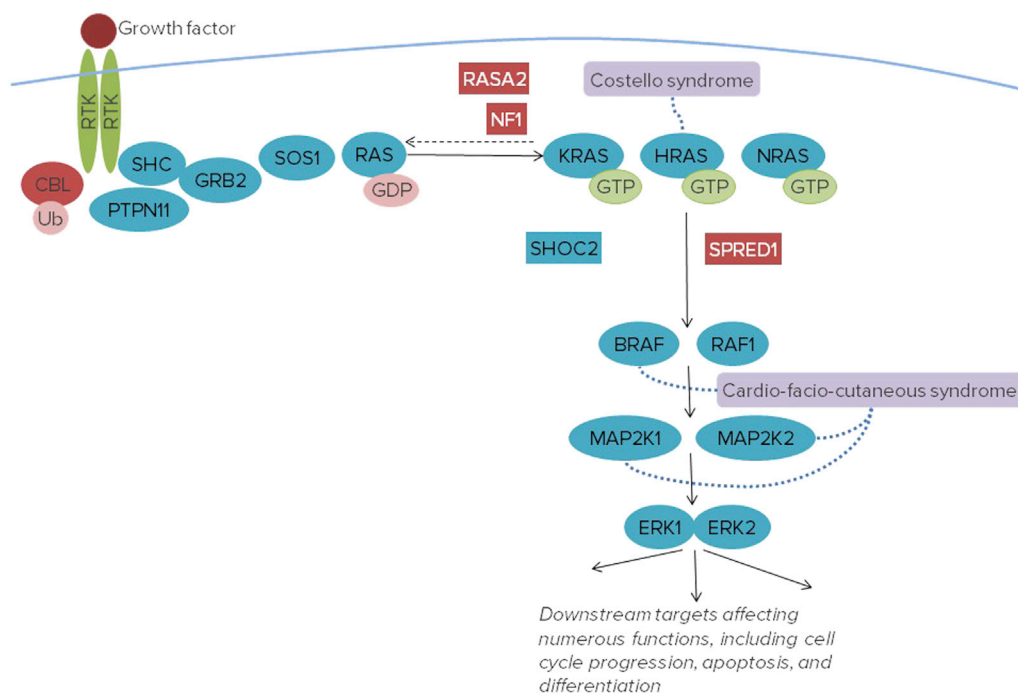 Growth factor
RTK
RTK
RASA2
NF1
Costello syndrome
SHC
GRB2
SOS1
RAS
GDP
KRAS
GTP
HRAS
GTP
NRAS
GTP
CBL
Ub
PTPN11
SHOC2
SPRED1
BRAF
RAF1
Cardio-facio-cutaneous syndrome
MAP2K1
MAP2K2
ERK1
ERK2
Downstream targets affecting
numerous functions, including cell
cycle progression, apoptosis, and
differentiation